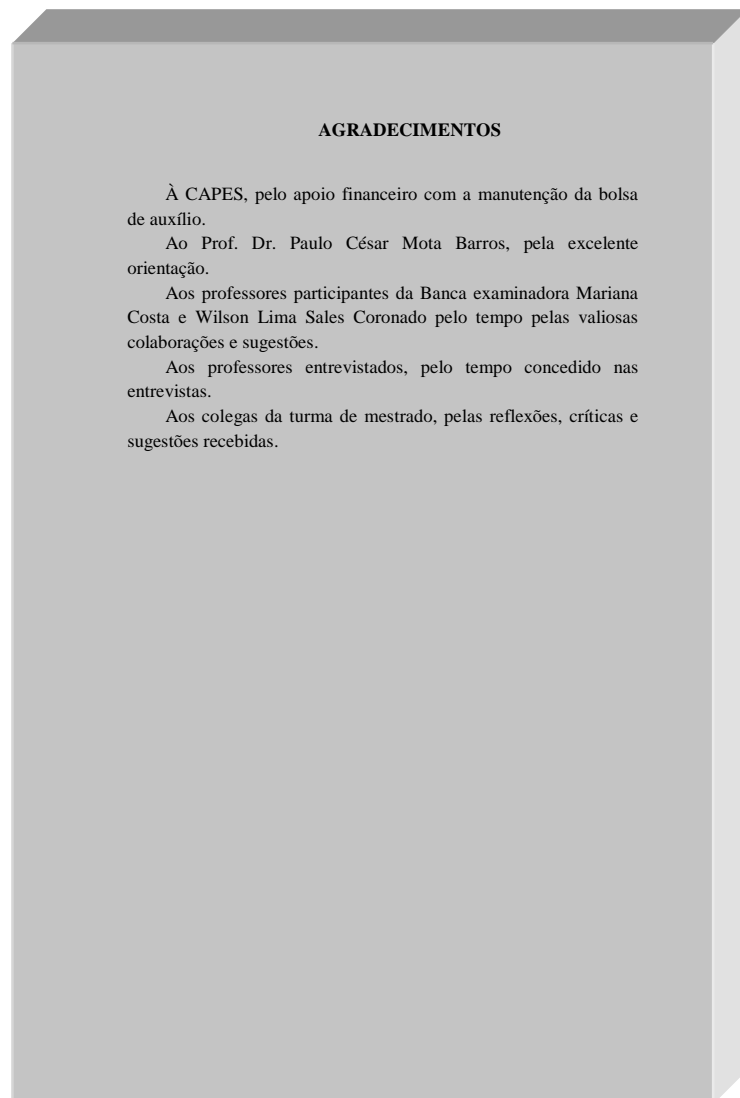 AGRADECIMENTOS
À CAPES, pelo apoio financeiro com a manutenção da bolsa
de auxílio.
Ao Prof. Dr. Paulo César Mota Barros, pela excelente
orientação.
Aos professores participantes da Banca examinadora Mariana
Costa e Wilson Lima Sales Coronado pelo tempo pelas valiosas
colaborações e sugestões.
Aos professores entrevistados, pelo tempo concedido nas
entrevistas.
Aos colegas da turma de mestrado, pelas reflexões, críticas e
sugestões recebidas.